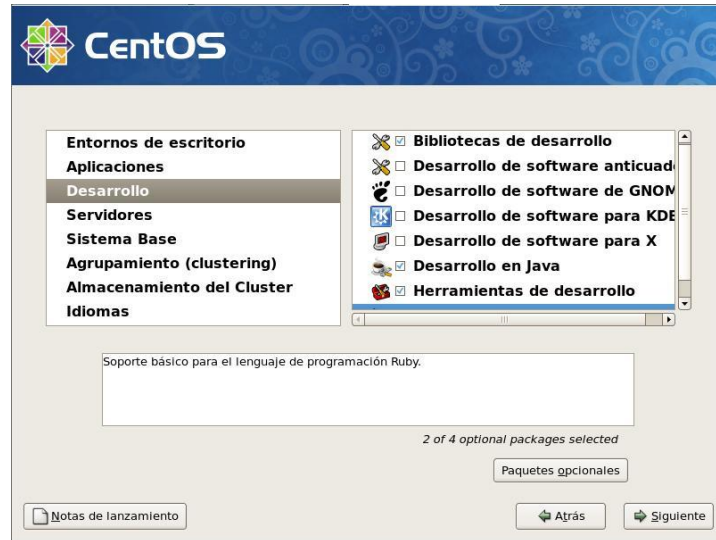 CentOS
Entornos de escritorio
Aplicaciones
Desarrollo
Servidores
Sistema Base
Agrupamiento (clustering)
Almacenamiento del Cluster
Idiomas
Bibliotecas de desarrollo
Desarrollo de software anticuad
Desarrollo de software de GNOM
Desarrollo de software para KDE
Desarrollo de software para X
Desarrollo en Java
Herramientas de desarrollo
Soporte básico para el lenguaje de programación Ruby.
2 of 4 optional packages selected
Paquetes opcionales
Notas de lanzamiento
Atrás
Siguiente